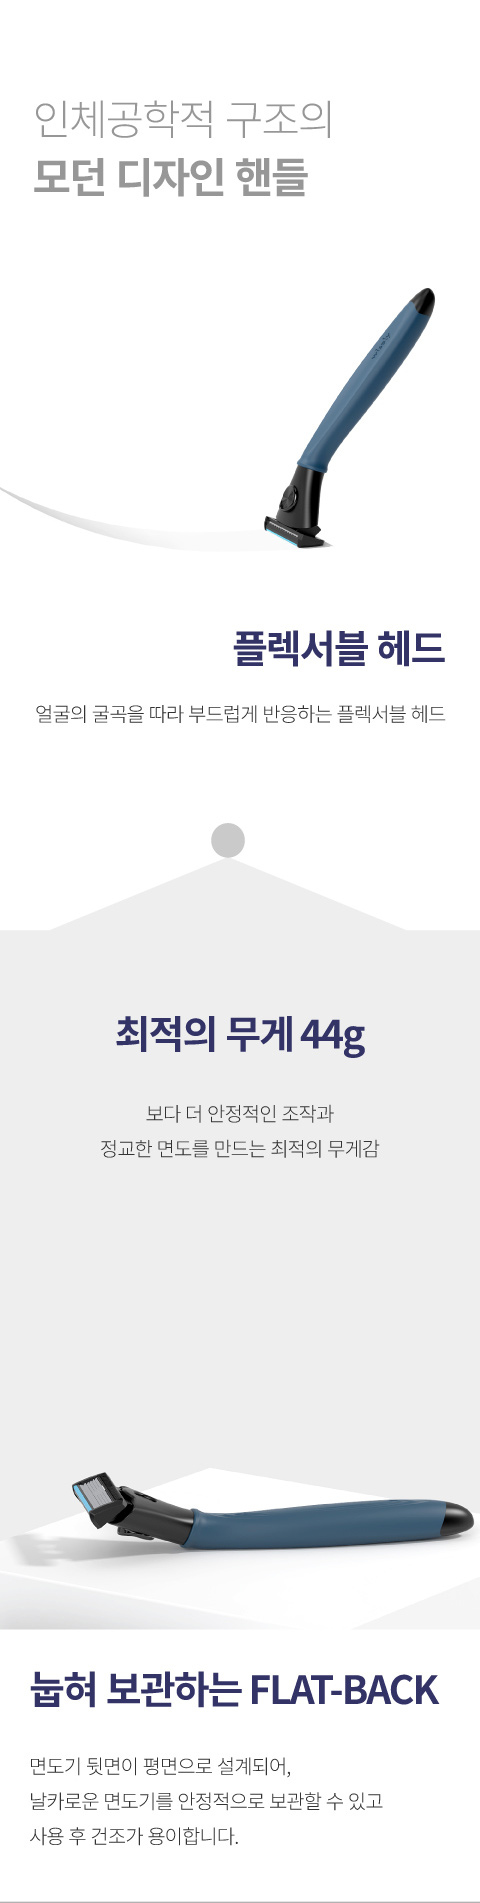 인체공학적 구조의
모던 디자인 핸들
플렉서블 헤드
얼굴의 굴곡을 따라 부드럽게 반응하는 플렉서블 헤드
최적의 무게 44g
보다 더 안정적인 조작과
정교한 면도를 만드는 최적의 무게감
눕혀 보관하는 FLAT-BACK
면도기 뒷면이 평면으로 설계되어,
날카로운 면도기를 안정적으로 보관할 수 있고
사용 후 건조가 용이합니다.